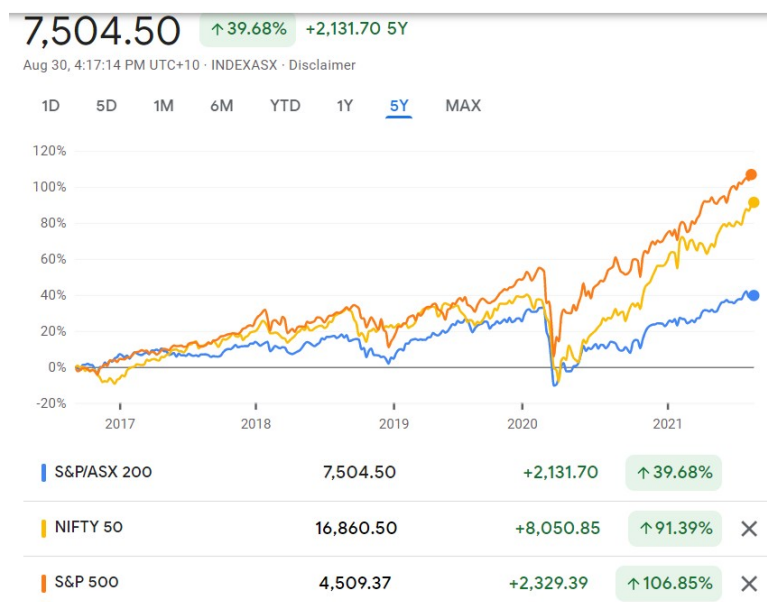 7,504.50 ↑39.68% +2,131.70 5Y
Aug 30, 4:17:14 PM UTC+10 · INDEXASX · Disclaimer
1D 5D 1M 6M YTD 1Y 5Y MAX
120%
100%
80%
60%
40%
20%
0%
-20%
2017 2018 2019 2020 2021
S&P/ASX 200 7,504.50 +2,131.70 ↑39.68%
NIFTY 50 16,860.50 +8,050.85 ↑91.39%
S&P 500 4,509.37 +2,329.39 ↑106.85%